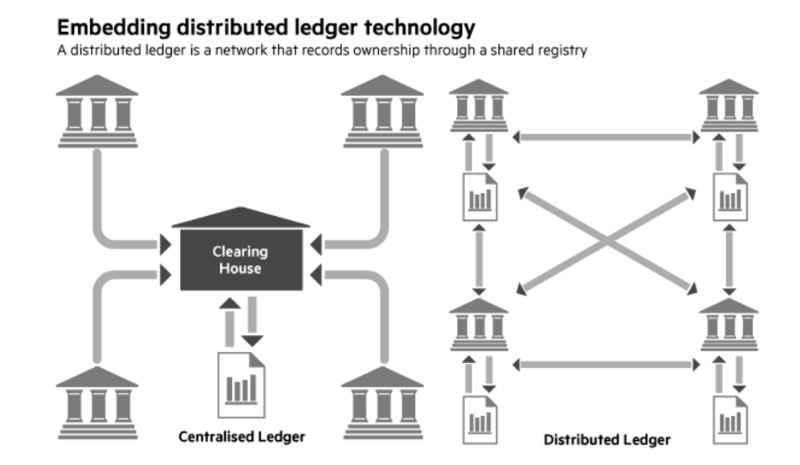 Embedding distributed ledger technology
A distributed ledger is a network that records ownership through a shared registry
Clearing
House
Centralised Ledger
Distributed Ledger